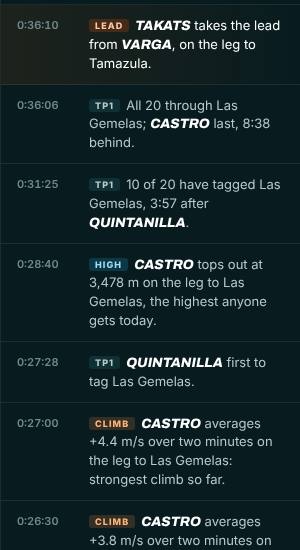 0:36:10 LEAD TAKATS takes the lead
from VARGA, on the leg to
Tamazula.
0:36:06 TP1 All 20 through Las
Gemelas; CASTRO last, 8:38
behind.
0:31:25 TP1 10 of 20 have tagged Las
Gemelas, 3:57 after
QUINTANILLA.
0:28:40 HIGH CASTRO tops out at
3,478 m on the leg to Las
Gemelas, the highest anyone
gets today.
0:27:28 TP1 QUINTANILLA first to
tag Las Gemelas.
0:27:00 CLIMB CASTRO averages
+4.4 m/s over two minutes on
the leg to Las Gemelas:
strongest climb so far.
0:26:30 CLIMB CASTRO averages
+3.8 m/s over two minutes on